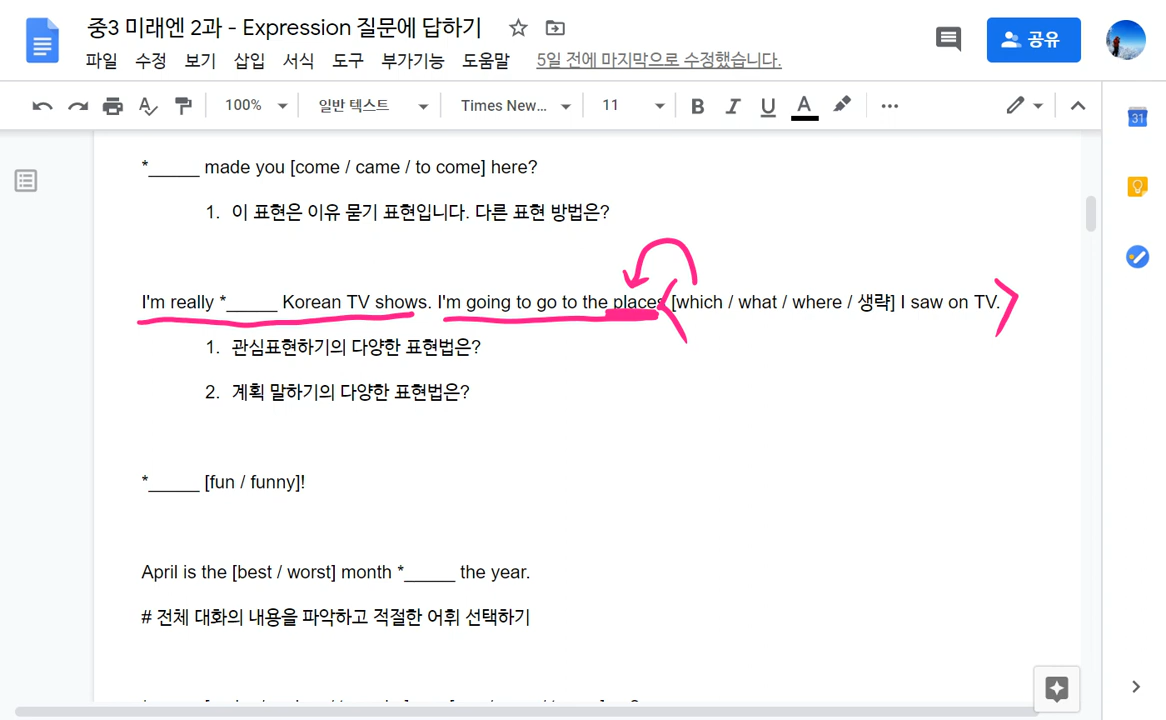 중3 미래엔 2과 - Expression 질문에 답하기
파일 수정 보기 삽입 서식 도구 부가기능 도움말 5일 전에 마지막으로 수정했습니다.
공유
100% 일반 텍스트 Times New... 11 B I U A
31
*_____ made you [come / came / to come] here?
1. 이 표현은 이유 묻기 표현입니다. 다른 표현 방법은?
I'm really *_____ Korean TV shows. I'm going to go to the places [which / what / where / 생략] I saw on TV.
1. 관심표현하기의 다양한 표현법은?
2. 계획 말하기의 다양한 표현법은?
*_____ [fun / funny]!
April is the [best / worst] month *_____ the year.
# 전체 대화의 내용을 파악하고 적절한 어휘 선택하기